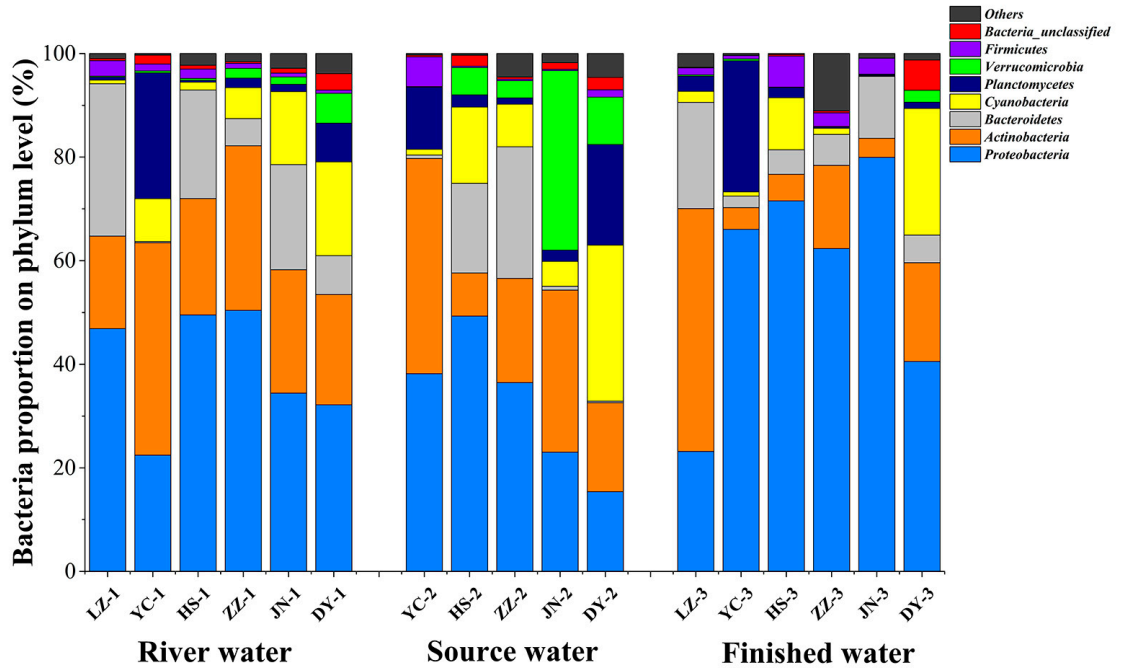 Bacteria proportion on phylum level (%)
100
80
60
40
20
0
LZ-1
YC-1
HS-1
ZZ-1
JN-1
DY-1
YC-2
HS-2
ZZ-2
JN-2
DY-2
LZ-3
YC-3
HS-3
ZZ-3
JN-3
DY-3
River water
Source water
Finished water
Others
Bacteria_unclassified
Firmicutes
Verrucomicrobia
Planctomycetes
Cyanobacteria
Bacteroidetes
Actinobacteria
Proteobacteria